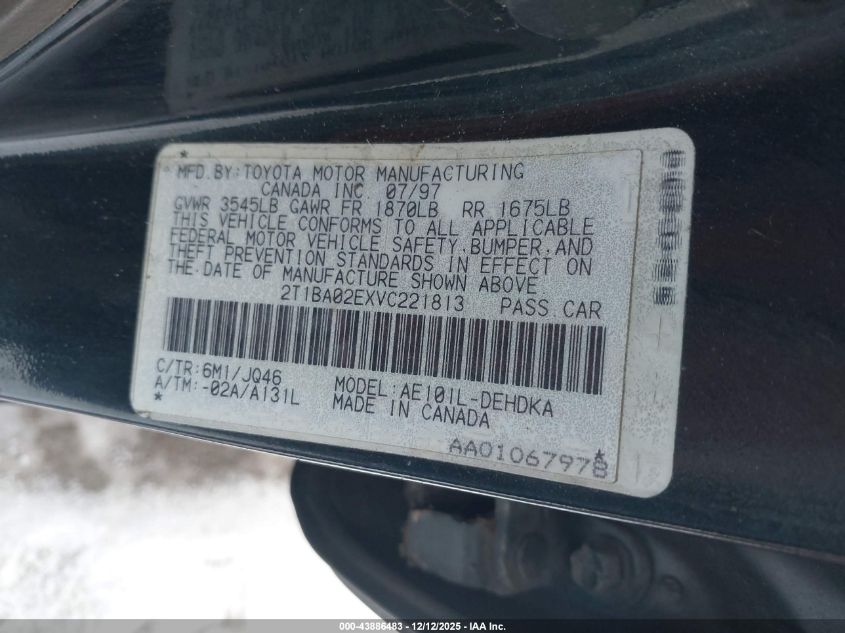 * MFD. BY: TOYOTA MOTOR MANUFACTURING
CANADA INC. 07/97
GVWR 3545LB GAWR FR 1870LB RR 1675LB
THIS VEHICLE CONFORMS TO ALL APPLICABLE
FEDERAL MOTOR VEHICLE SAFETY, BUMPER, AND
THEFT PREVENTION STANDARDS IN EFFECT ON
THE DATE OF MANUFACTURE SHOWN ABOVE
2T1BA02EXVC221813 PASS. CAR
C/TR: 6M1/JQ46
A/TM: -02A/A131L
MODEL: AE101L-DEHDKA
MADE IN CANADA
AA01067978
000-43886483 - 12/12/2025 - IAA Inc.